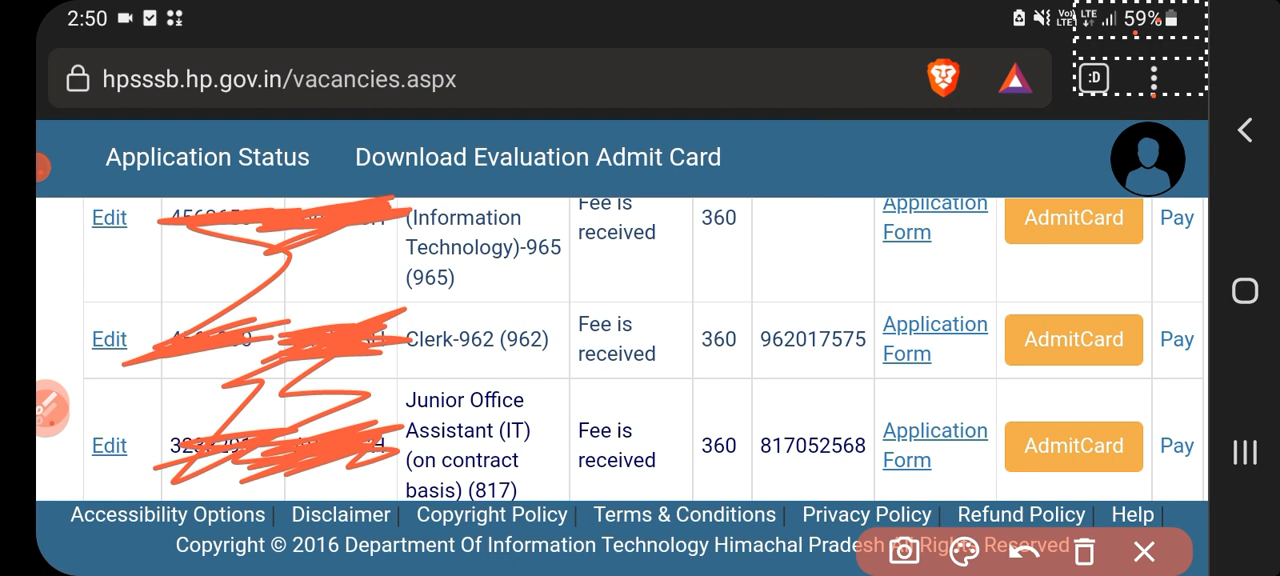 2:50
59%
hpsssb.hp.gov.in/vacancies.aspx
:D
Application Status Download Evaluation Admit Card
Edit (Information Technology)-965 (965) Fee is received 360 Application Form AdmitCard Pay
Edit Clerk-962 (962) Fee is received 360 962017575 Application Form AdmitCard Pay
Edit Junior Office Assistant (IT) (on contract basis) (817) Fee is received 360 817052568 Application Form AdmitCard Pay
Accessibility Options | Disclaimer | Copyright Policy | Terms & Conditions | Privacy Policy | Refund Policy | Help |
Copyright © 2016 Department Of Information Technology Himachal Pradesh All Rights Reserved